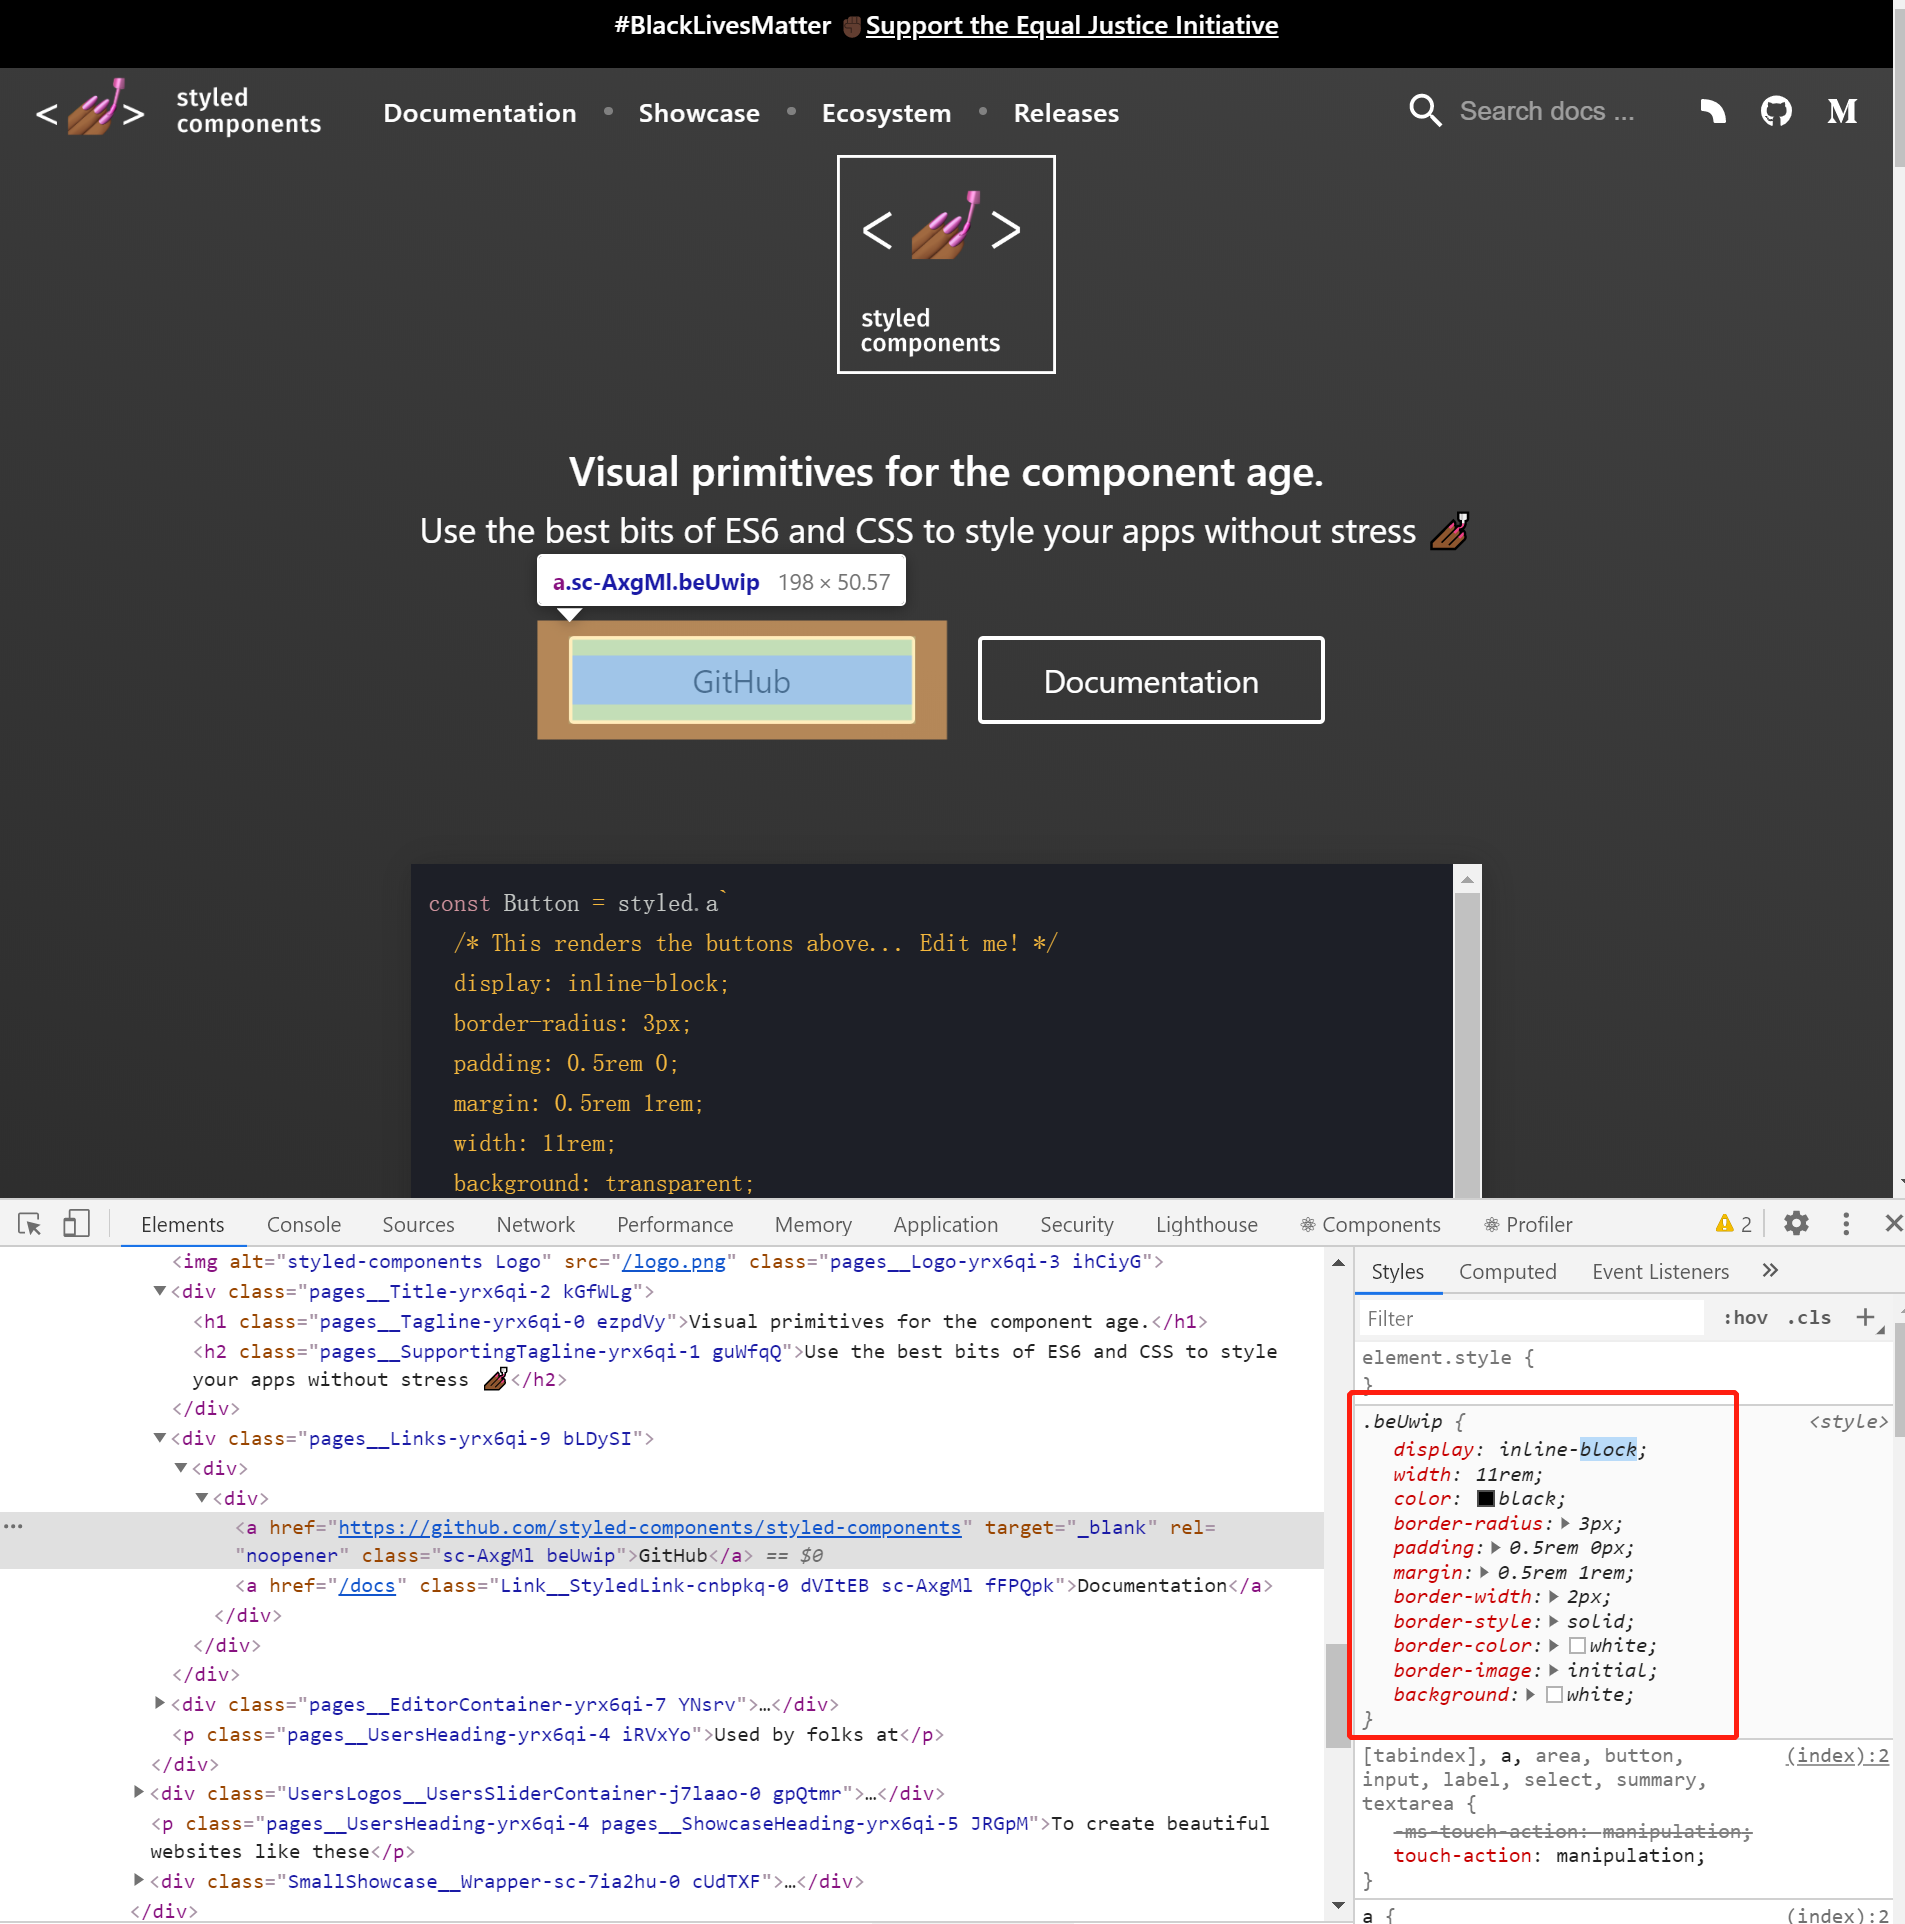 #BlackLivesMatter ✊🏿Support the Equal Justice Initiative
< 💅🏾 > styled components
Documentation • Showcase • Ecosystem • Releases
Search docs ...
M
< 💅🏾 >
styled
components
Visual primitives for the component age.
Use the best bits of ES6 and CSS to style your apps without stress 💅🏾
a.sc-AxgMl.beUwip 198 × 50.57
GitHub
Documentation
const Button = styled.a`
/* This renders the buttons above... Edit me! */
display: inline-block;
border-radius: 3px;
padding: 0.5rem 0;
margin: 0.5rem 1rem;
width: 11rem;
background: transparent;
Elements Console Sources Network Performance Memory Application Security Lighthouse ⚛ Components ⚛ Profiler 2
<img alt="styled-components Logo" src="/logo.png" class="pages__Logo-yrx6qi-3 ihCiyG">
▼<div class="pages__Title-yrx6qi-2 kGfWLg">
<h1 class="pages__Tagline-yrx6qi-0 ezpdVy">Visual primitives for the component age.</h1>
<h2 class="pages__SupportingTagline-yrx6qi-1 guWfqQ">Use the best bits of ES6 and CSS to style
your apps without stress 💅🏾</h2>
</div>
▼<div class="pages__Links-yrx6qi-9 bLDySI">
▼<div>
▼<div>
… <a href="https://github.com/styled-components/styled-components" target="_blank" rel=
"noopener" class="sc-AxgMl beUwip">GitHub</a> == $0
<a href="/docs" class="Link__StyledLink-cnbpkq-0 dVItEB sc-AxgMl fFPQpk">Documentation</a>
</div>
</div>
</div>
▶<div class="pages__EditorContainer-yrx6qi-7 YNsrv">…</div>
<p class="pages__UsersHeading-yrx6qi-4 iRVxYo">Used by folks at</p>
</div>
▶<div class="UsersLogos__UsersSliderContainer-j7laao-0 gpQtmr">…</div>
<p class="pages__UsersHeading-yrx6qi-4 pages__ShowcaseHeading-yrx6qi-5 JRGpM">To create beautiful
websites like these</p>
▶<div class="SmallShowcase__Wrapper-sc-7ia2hu-0 cUdTXF">…</div>
</div>
Styles Computed Event Listeners »
Filter :hov .cls +
element.style {
}
.beUwip { <style>
display: inline-block;
width: 11rem;
color: black;
border-radius: ▶ 3px;
padding: ▶ 0.5rem 0px;
margin: ▶ 0.5rem 1rem;
border-width: ▶ 2px;
border-style: ▶ solid;
border-color: ▶ white;
border-image: ▶ initial;
background: ▶ white;
}
[tabindex], a, area, button, (index):2
input, label, select, summary,
textarea {
-ms-touch-action: manipulation;
touch-action: manipulation;
}
a { (index):2